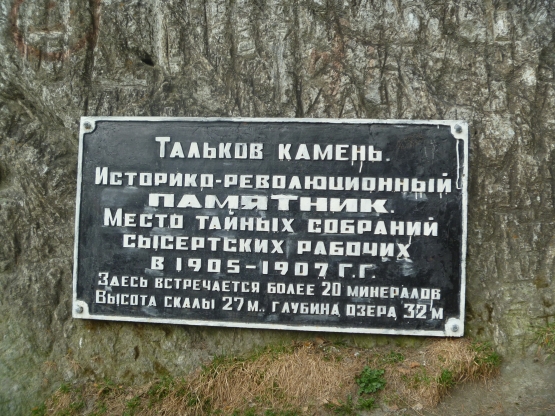 Тальков камень.
Историко-революционный
памятник.
Место тайных собраний
сысертских рабочих
в 1905-1907 г.г.
Здесь встречается более 20 минералов
Высота скалы 27 м., глубина озера 32 м